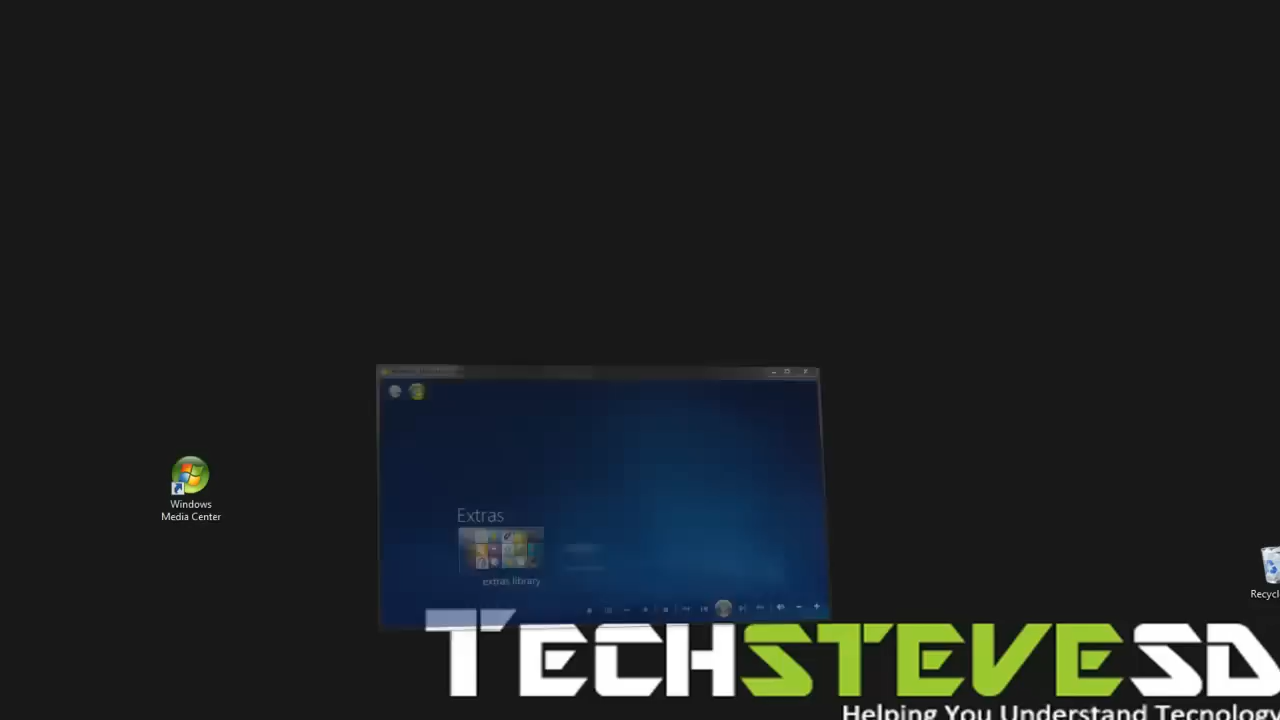 Extras
extras library
Windows
Media Center
Recycl
TECHSTEVESD
Helping You Understand Tecnology